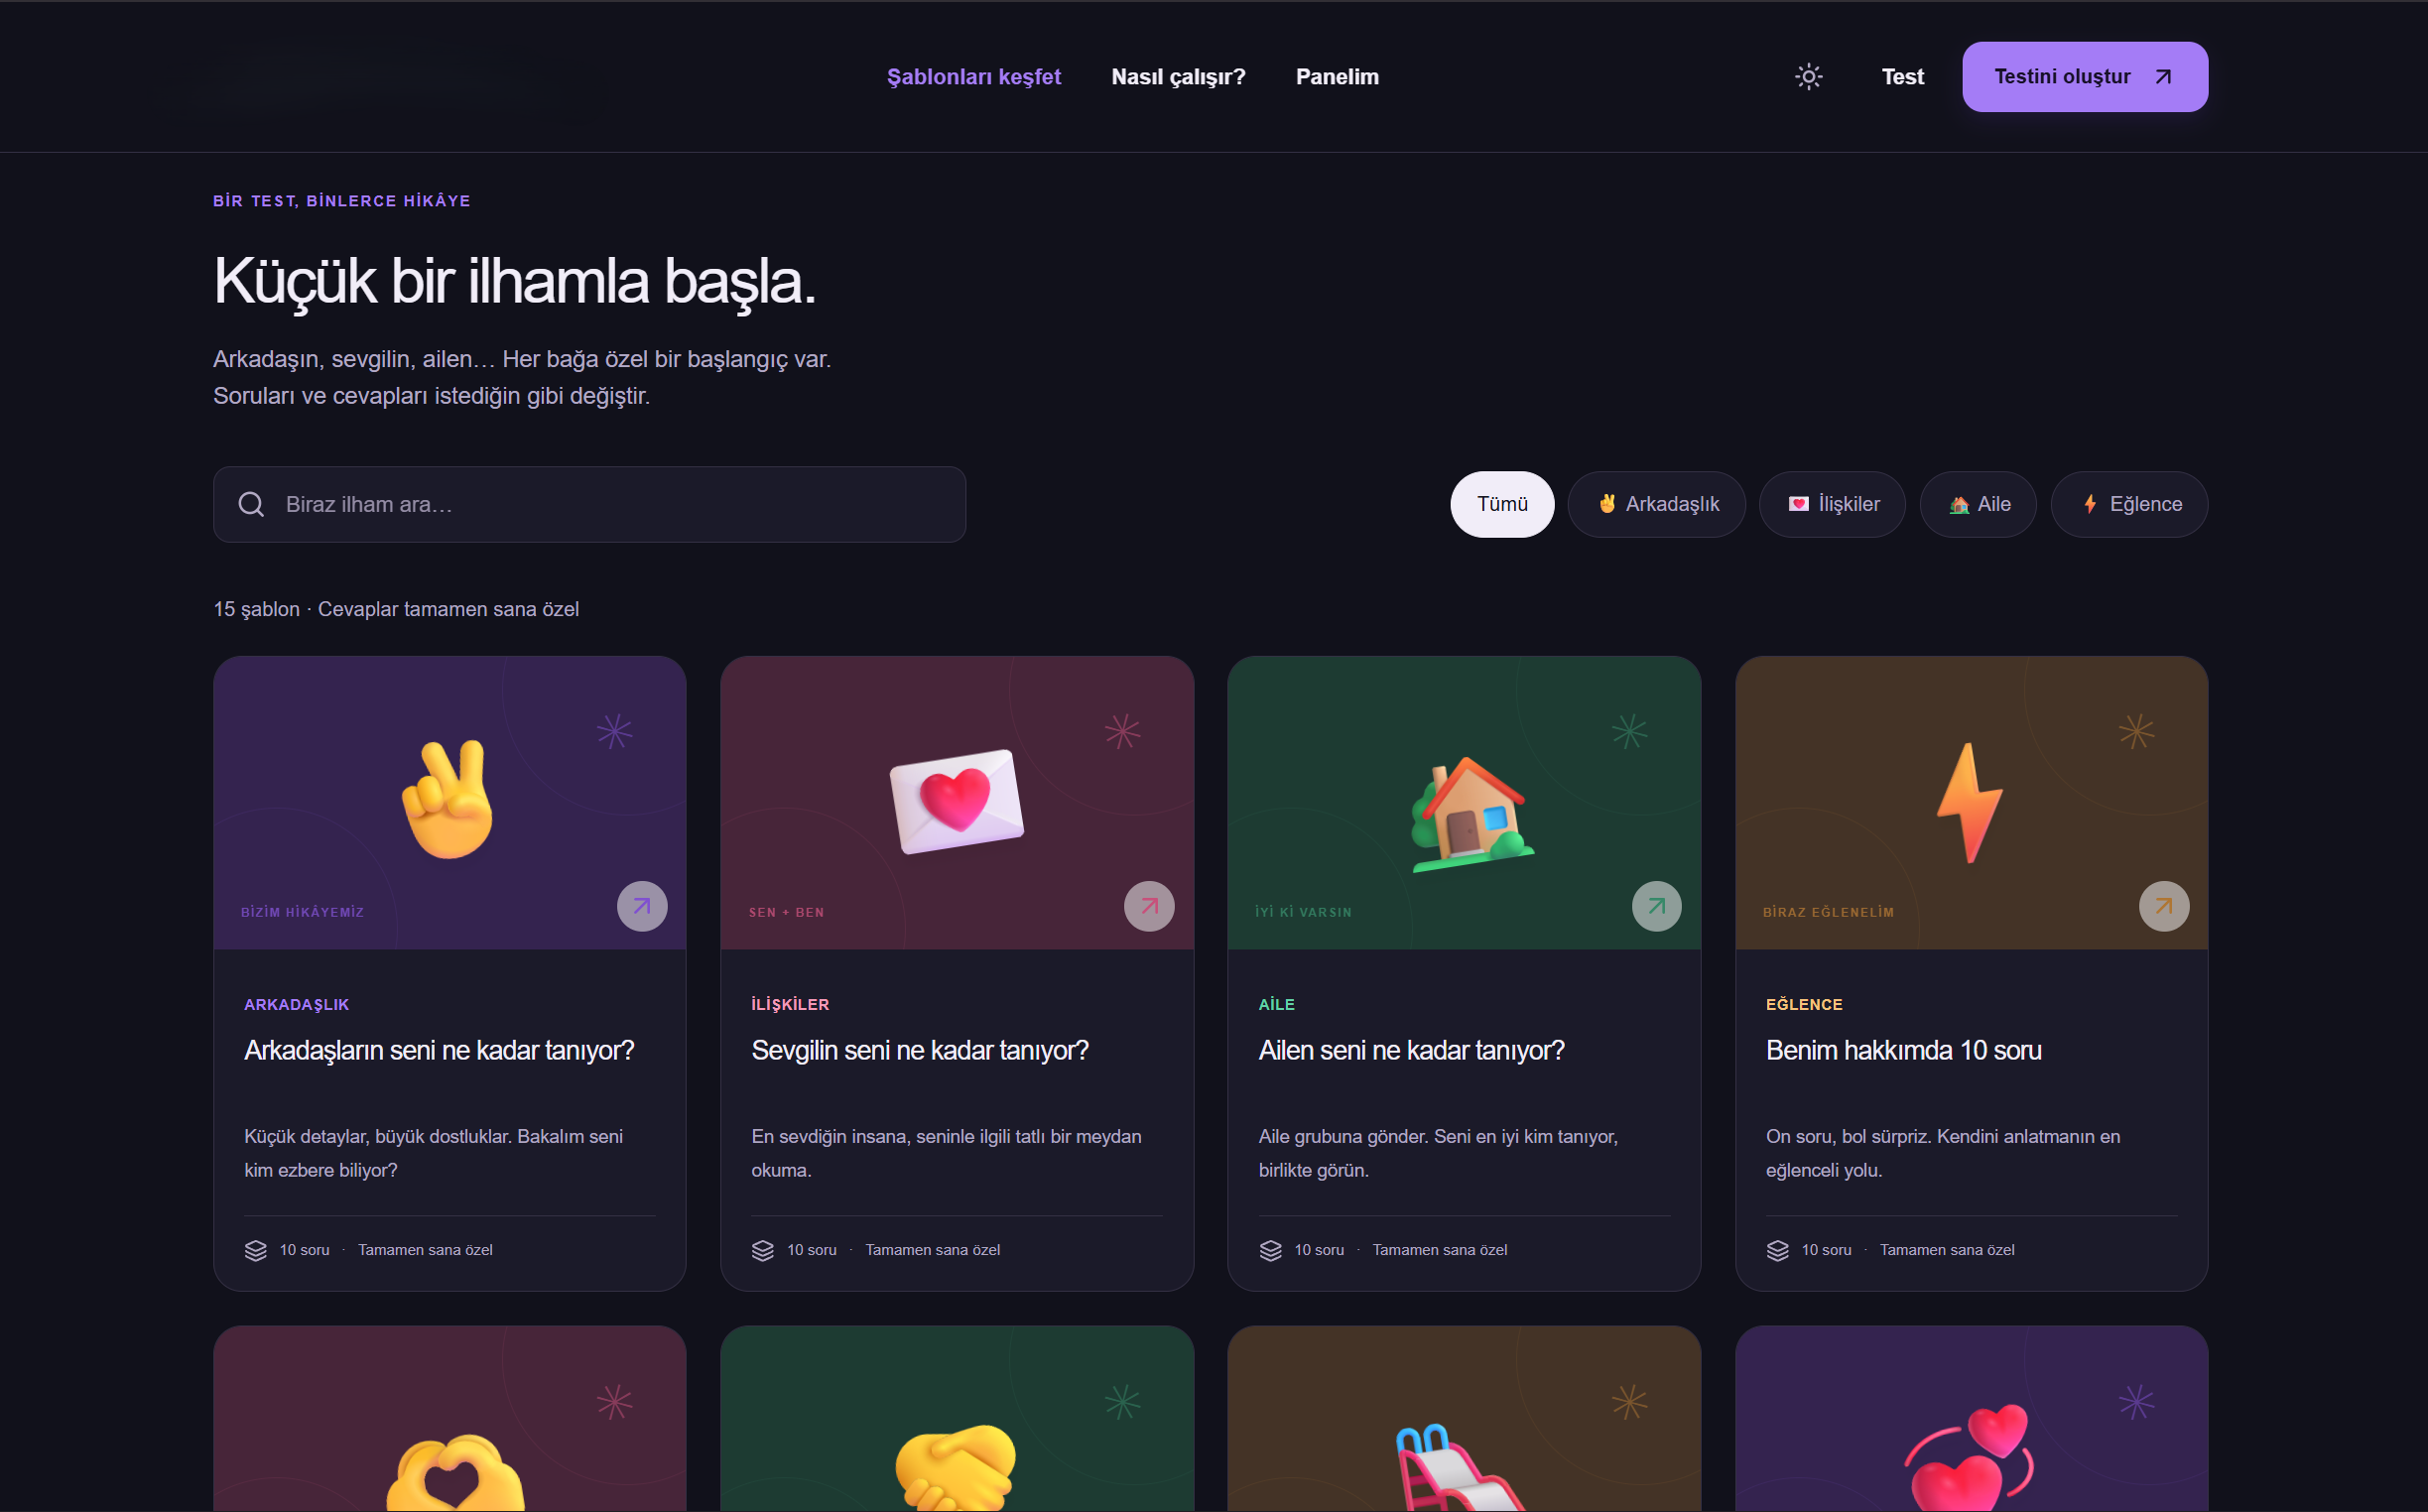 Şablonları keşfet
Nasıl çalışır?
Panelim
Test
Testini oluştur
BİR TEST, BİNLERCE HİKÂYE
Küçük bir ilhamla başla.
Arkadaşın, sevgilin, ailen… Her bağa özel bir başlangıç var.
Soruları ve cevapları istediğin gibi değiştir.
Biraz ilham ara…
Tümü
Arkadaşlık
İlişkiler
Aile
Eğlence
15 şablon · Cevaplar tamamen sana özel
BİZİM HİKÂYEMİZ
ARKADAŞLIK
Arkadaşların seni ne kadar tanıyor?
Küçük detaylar, büyük dostluklar. Bakalım seni
kim ezbere biliyor?
10 soru · Tamamen sana özel
SEN + BEN
İLİŞKİLER
Sevgilin seni ne kadar tanıyor?
En sevdiğin insana, seninle ilgili tatlı bir meydan
okuma.
10 soru · Tamamen sana özel
İYİ Kİ VARSIN
AİLE
Ailen seni ne kadar tanıyor?
Aile grubuna gönder. Seni en iyi kim tanıyor,
birlikte görün.
10 soru · Tamamen sana özel
BİRAZ EĞLENELİM
EĞLENCE
Benim hakkımda 10 soru
On soru, bol sürpriz. Kendini anlatmanın en
eğlenceli yolu.
10 soru · Tamamen sana özel